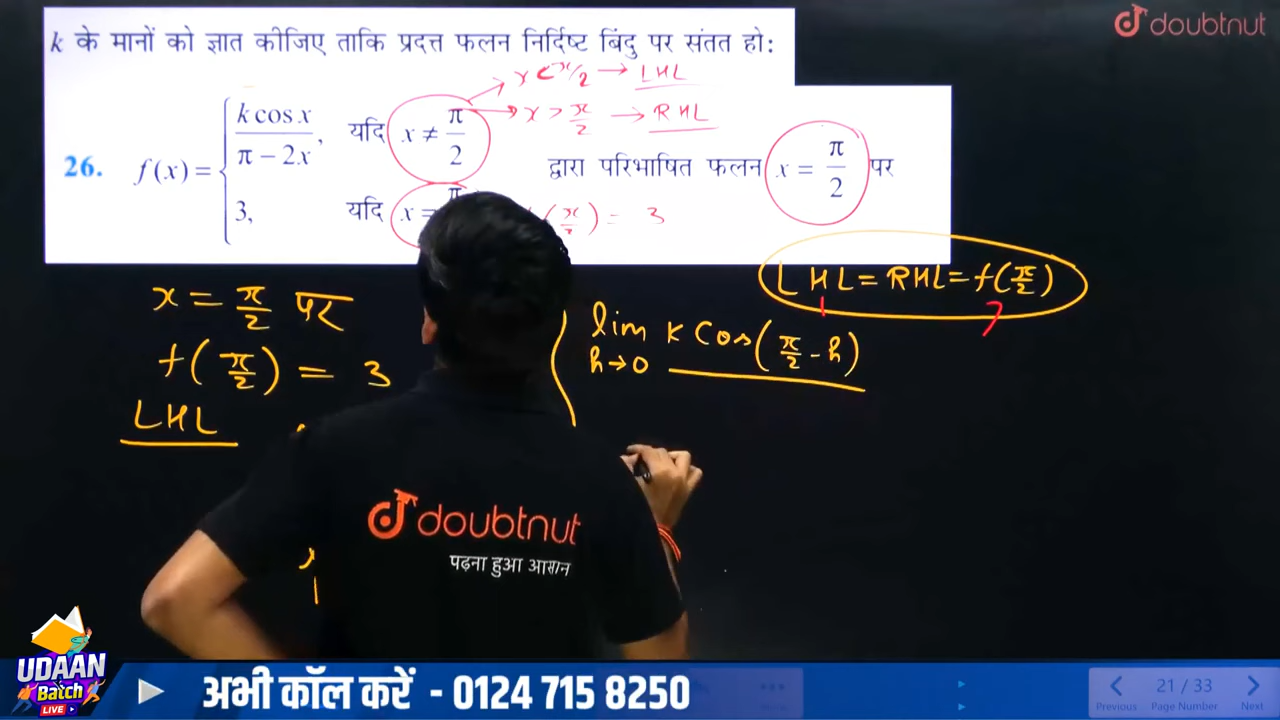 doubtnut
k के मानों को ज्ञात कीजिए ताकि प्रदत्त फलन निर्दिष्ट बिंदु पर संतत हो:
x < π/2 → LHL
x > π/2 → RHL
26. f(x) = { k cos x / π − 2x, यदि x ≠ π/2
3, यदि x =
द्वारा परिभाषित फलन x = π/2 पर
(π/2) = 3
LHL = RHL = f(π/2)
x = π/2 पर
f(π/2) = 3
LHL
lim h→0 k Cos(π/2 - h)
doubtnut
पढ़ना हुआ आसान
UDAAN
Batch
LIVE
अभी कॉल करें - 0124 715 8250
21 / 33
Previous Page Number Next